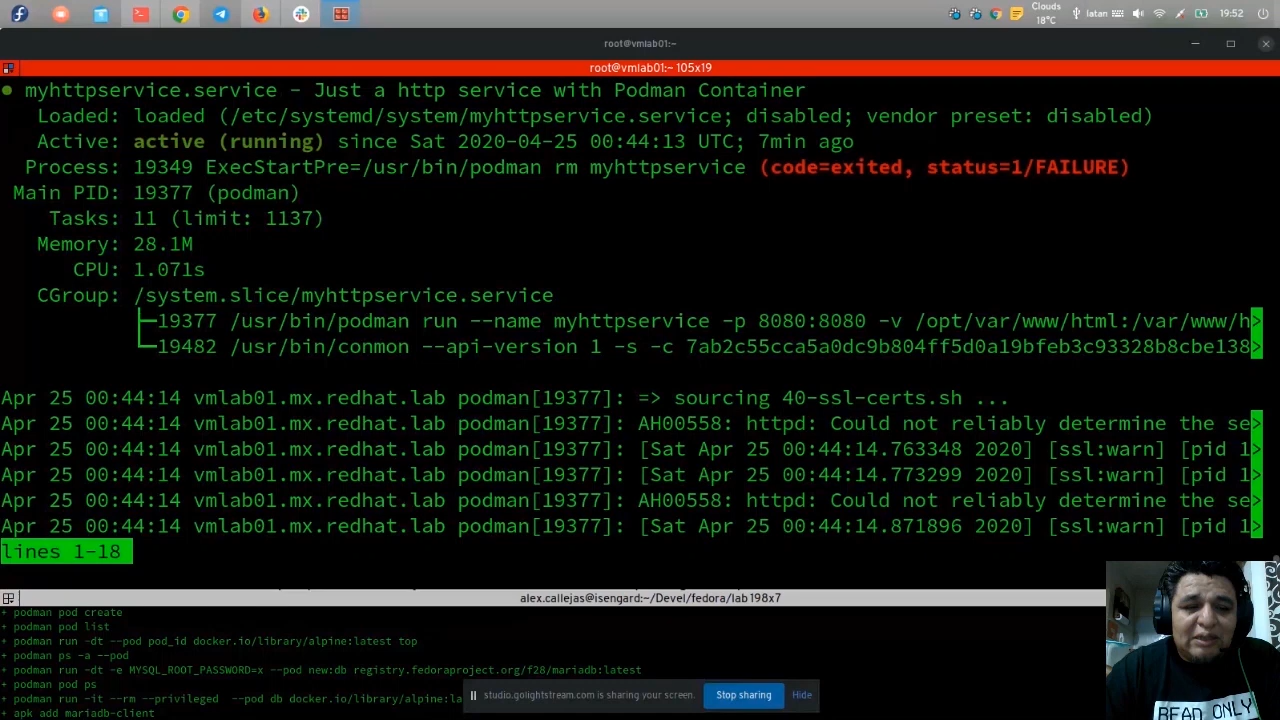 Clouds
18°C
latan
19:52
root@vmlab01:~
root@vmlab01:~ 105x19
myhttpservice.service - Just a http service with Podman Container
Loaded: loaded (/etc/systemd/system/myhttpservice.service; disabled; vendor preset: disabled)
Active: active (running) since Sat 2020-04-25 00:44:13 UTC; 7min ago
Process: 19349 ExecStartPre=/usr/bin/podman rm myhttpservice (code=exited, status=1/FAILURE)
Main PID: 19377 (podman)
Tasks: 11 (limit: 1137)
Memory: 28.1M
CPU: 1.071s
CGroup: /system.slice/myhttpservice.service
├─19377 /usr/bin/podman run --name myhttpservice -p 8080:8080 -v /opt/var/www/html:/var/www/h>
└─19482 /usr/bin/conmon --api-version 1 -s -c 7ab2c55cca5a0dc9b804ff5d0a19bfeb3c93328b8cbe138>
Apr 25 00:44:14 vmlab01.mx.redhat.lab podman[19377]: => sourcing 40-ssl-certs.sh ...
Apr 25 00:44:14 vmlab01.mx.redhat.lab podman[19377]: AH00558: httpd: Could not reliably determine the se>
Apr 25 00:44:14 vmlab01.mx.redhat.lab podman[19377]: [Sat Apr 25 00:44:14.763348 2020] [ssl:warn] [pid 1>
Apr 25 00:44:14 vmlab01.mx.redhat.lab podman[19377]: [Sat Apr 25 00:44:14.773299 2020] [ssl:warn] [pid 1>
Apr 25 00:44:14 vmlab01.mx.redhat.lab podman[19377]: AH00558: httpd: Could not reliably determine the se>
Apr 25 00:44:14 vmlab01.mx.redhat.lab podman[19377]: [Sat Apr 25 00:44:14.871896 2020] [ssl:warn] [pid 1>
lines 1-18
alex.callejas@isengard:~/Devel/fedora/lab 198x7
+ podman pod create
+ podman pod list
+ podman run -dt --pod pod_id docker.io/library/alpine:latest top
+ podman ps -a --pod
+ podman run -dt -e MYSQL_ROOT_PASSWORD=x --pod new:db registry.fedoraproject.org/f28/mariadb:latest
+ podman pod ps
+ podman run -it --rm --privileged --pod db docker.io/library/alpine:la
+ apk add mariadb-client
studio.golightstream.com is sharing your screen.
Stop sharing
Hide
READ ONLY